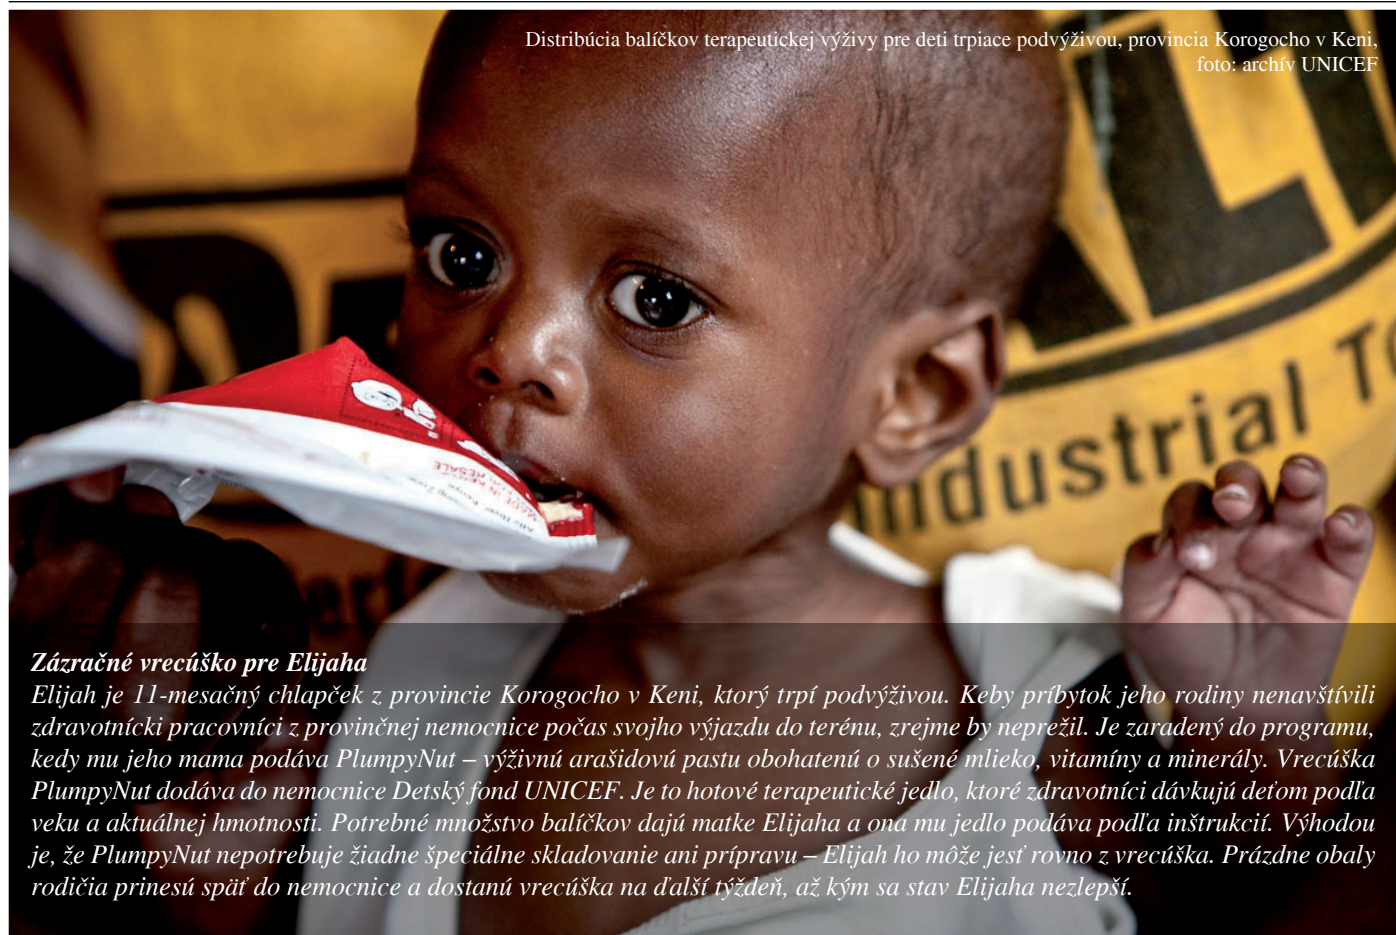 Distribúcia balíčkov terapeutickej výživy pre deti trpiace podvýživou, provincia Korogocho v Keni,
foto: archív UNICEF
ndustrial
MADE IN KENYA
RESALE
Zázračné vrecúško pre Elijaha
Elijah je 11-mesačný chlapček z provincie Korogocho v Keni, ktorý trpí podvýživou. Keby príbytok jeho rodiny nenavštívili
zdravotnícki pracovníci z provinčnej nemocnice počas svojho výjazdu do terénu, zrejme by neprežil. Je zaradený do programu,
kedy mu jeho mama podáva PlumpyNut – výživnú arašidovú pastu obohatenú o sušené mlieko, vitamíny a minerály. Vrecúška
PlumpyNut dodáva do nemocnice Detský fond UNICEF. Je to hotové terapeutické jedlo, ktoré zdravotníci dávkujú deťom podľa
veku a aktuálnej hmotnosti. Potrebné množstvo balíčkov dajú matke Elijaha a ona mu jedlo podáva podľa inštrukcií. Výhodou
je, že PlumpyNut nepotrebuje žiadne špeciálne skladovanie ani prípravu – Elijah ho môže jesť rovno z vrecúška. Prázdne obaly
rodičia prinesú späť do nemocnice a dostanú vrecúška na ďalší týždeň, až kým sa stav Elijaha nezlepší.